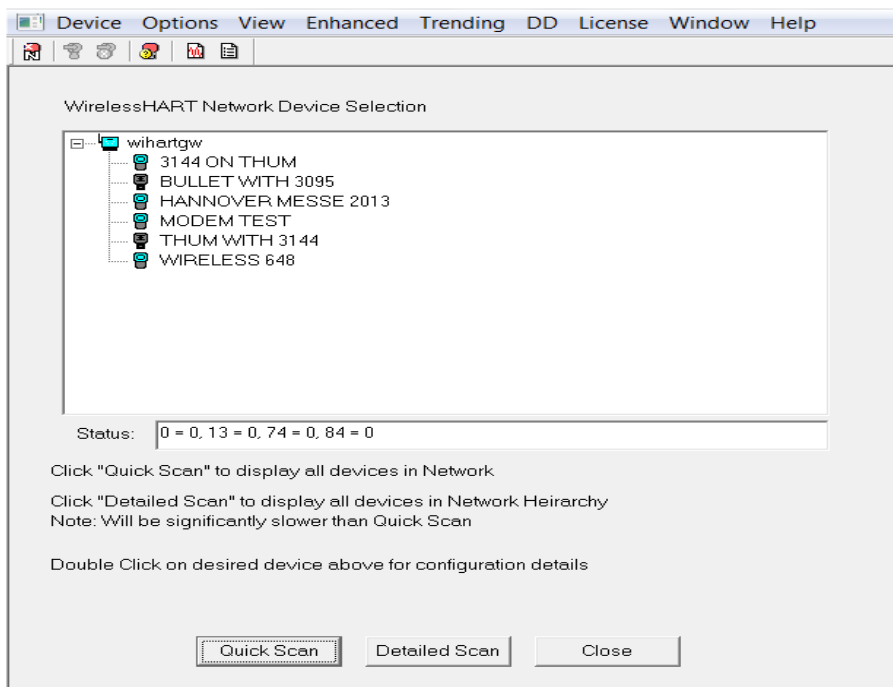 Device Options View Enhanced Trending DD License Window Help
WirelessHART Network Device Selection
wihartgw
3144 ON THUM
BULLET WITH 3095
HANNOVER MESSE 2013
MODEM TEST
THUM WITH 3144
WIRELESS 648
Status: 0 = 0, 13 = 0, 74 = 0, 84 = 0
Click "Quick Scan" to display all devices in Network
Click "Detailed Scan" to display all devices in Network Heirarchy
Note: Will be significantly slower than Quick Scan
Double Click on desired device above for configuration details
Quick Scan Detailed Scan Close